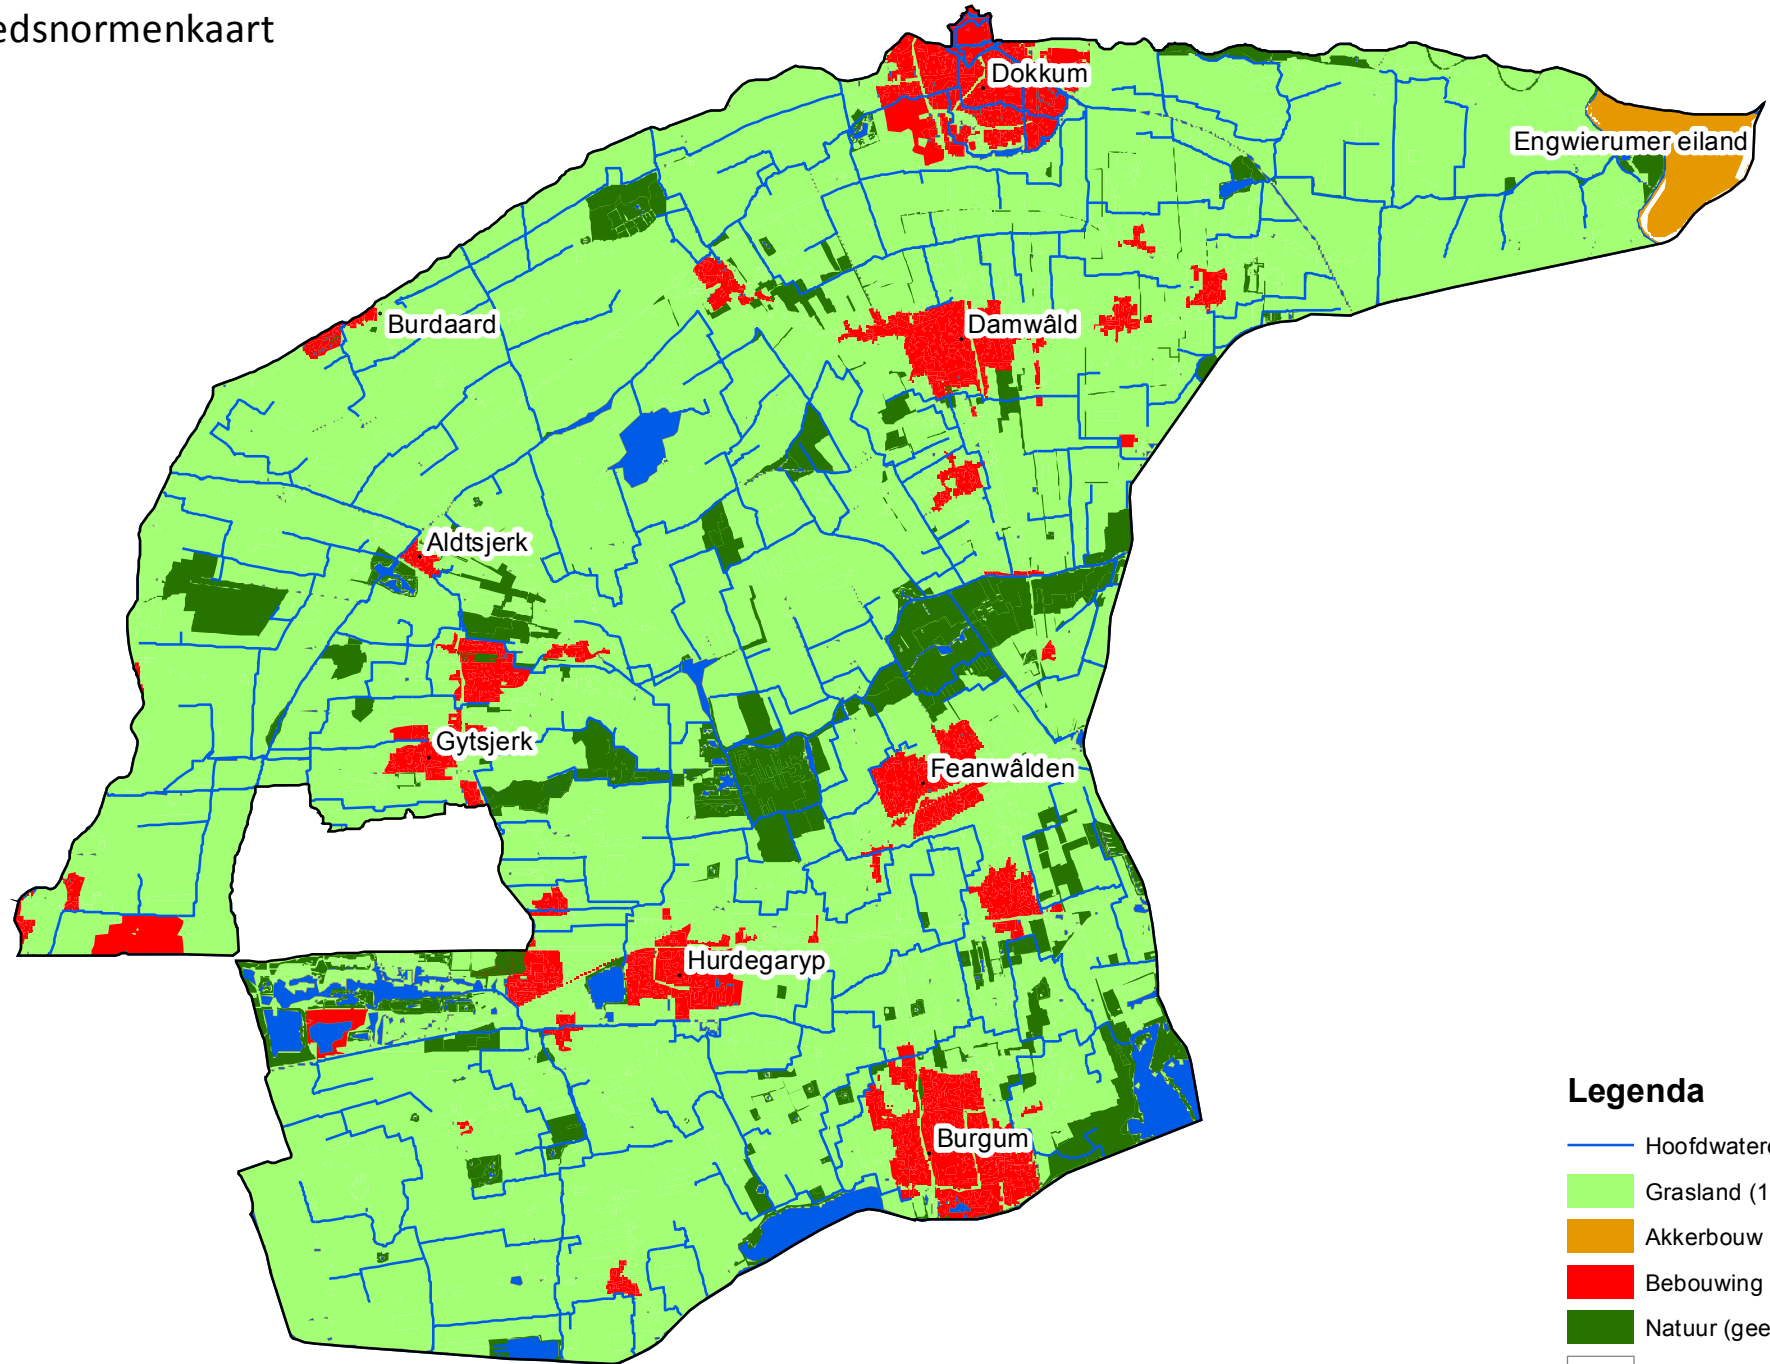 edsnormenkaart
Dokkum
Engwierumer eiland
Burdaard
Damwâld
Aldtsjerk
Gytsjerk
Feanwâlden
Hurdegaryp
Burgum
Legenda
Hoofdwater
Grasland (1
Akkerbouw
Bebouwing
Natuur (gee